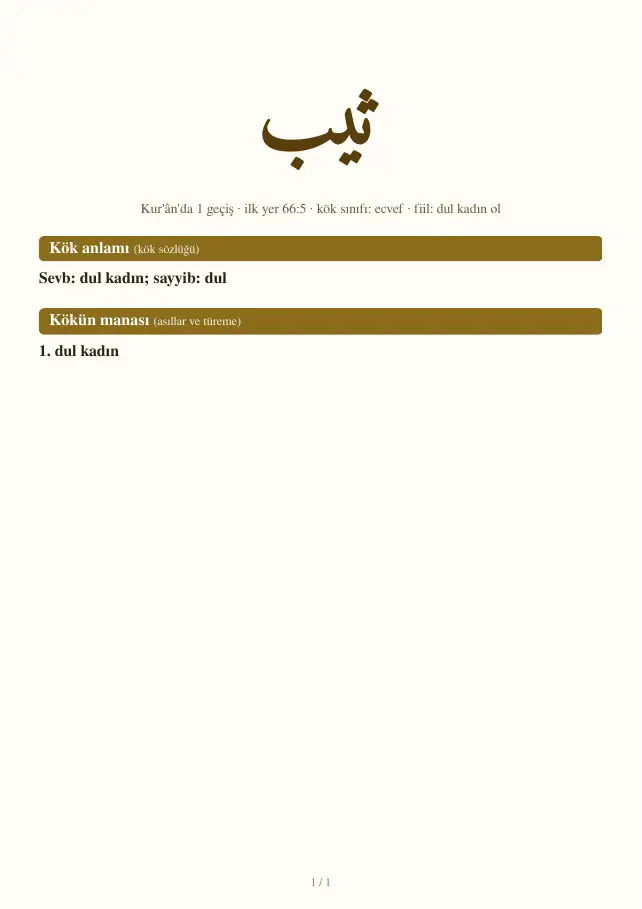 ثيب
Kur'ân'da 1 geçiş · ilk yer 66:5 · kök sınıfı: ecvef · fiil: dul kadın ol
Kök anlamı (kök sözlüğü)
Sevb: dul kadın; sayyib: dul
Kökün manası (asıllar ve türeme)
1. dul kadın
1 / 1